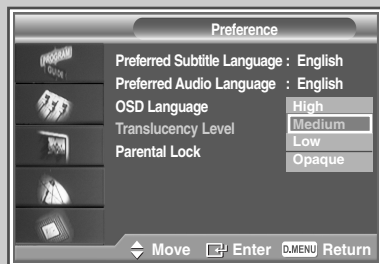 Preference
PROGRAM
GUIDE
Preferred Subtitle Language : English
Preferred Audio Language : English
OSD Language
High
Translucency Level
Medium
Low
Parental Lock
Opaque
Move Enter D.MENU Return